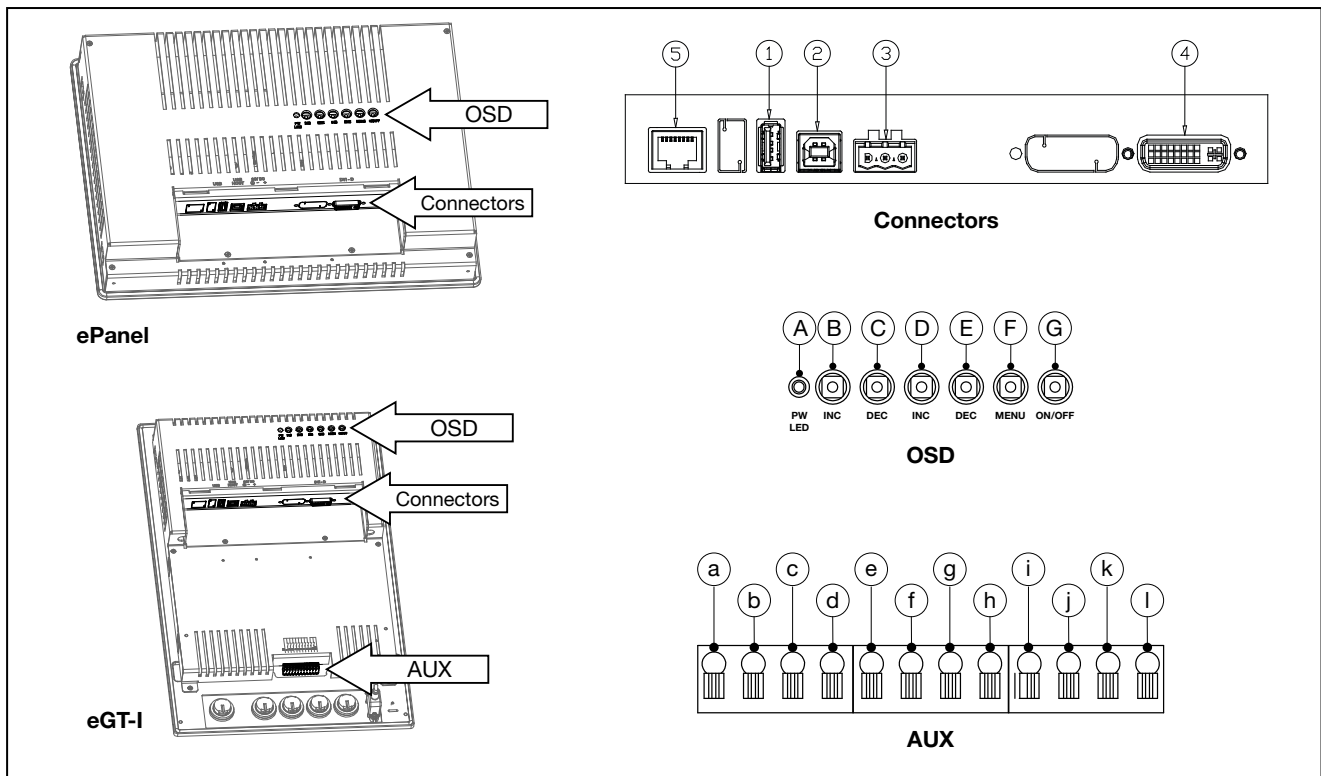 OSD
Connectors
ePanel
OSD
Connectors
AUX
eGT-I
5 1 2 3 4
Connectors
A B C D E F G
PW LED INC DEC INC DEC MENU ON/OFF
OSD
a b c d e f g h i j k l
AUX